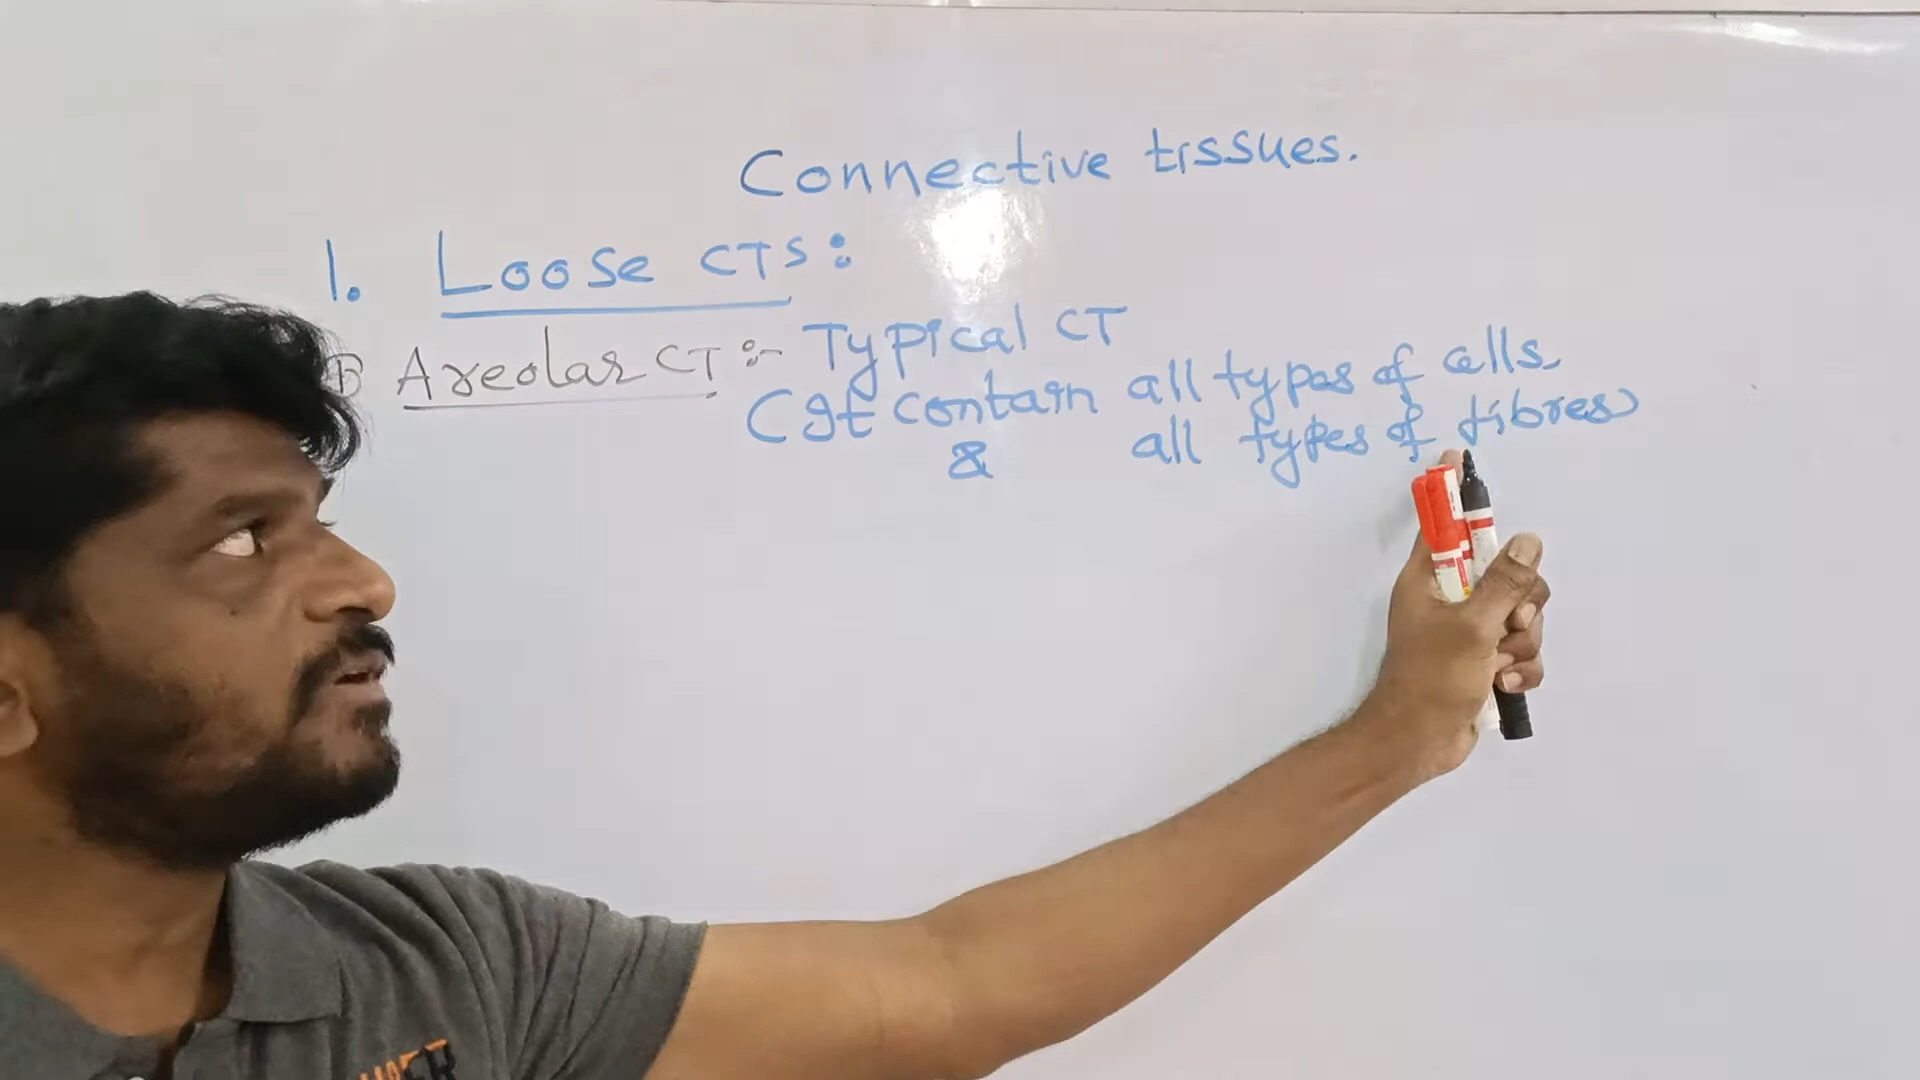 Connective tissues.
1. Loose CTs:
① Areolar CT :- Typical CT
(It contain all types of cells
& all types of fibres)